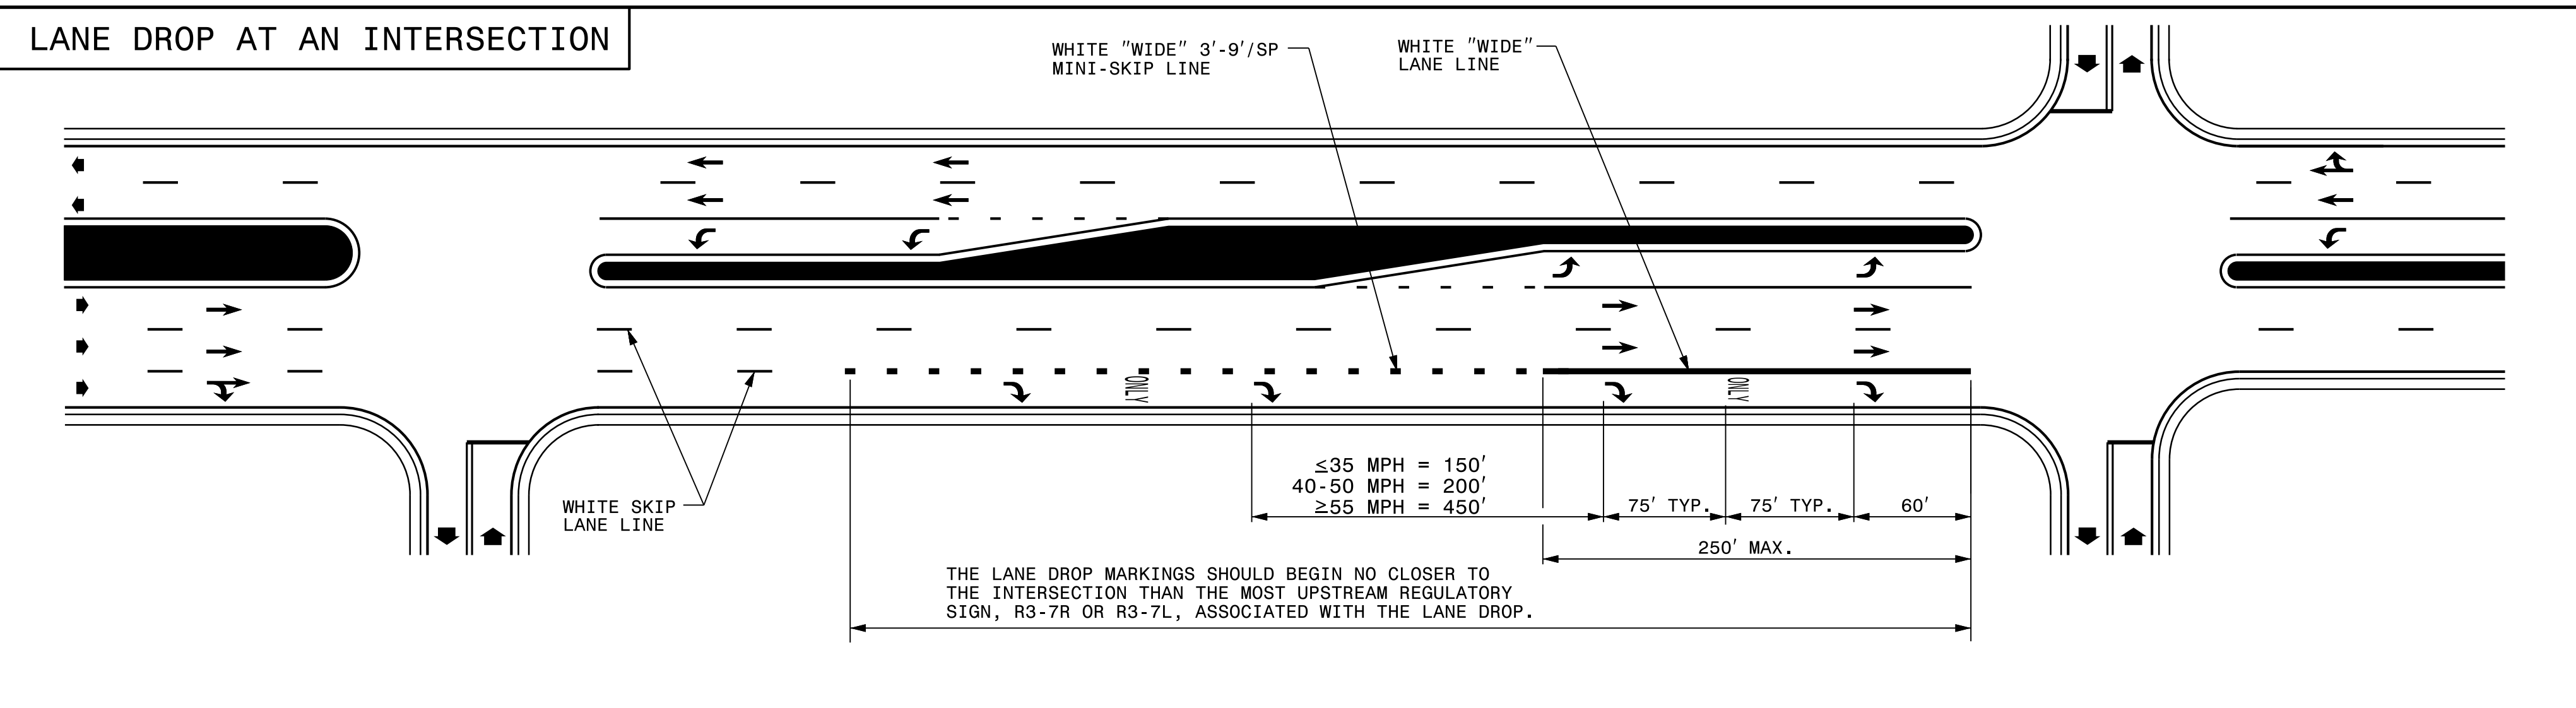 LANE DROP AT AN INTERSECTION
WHITE "WIDE" 3'-9'/SP
MINI-SKIP LINE
WHITE "WIDE"
LANE LINE
ONLY
ONLY
WHITE SKIP
LANE LINE
≤35 MPH = 150'
40-50 MPH = 200'
≥55 MPH = 450'
75' TYP.
75' TYP.
60'
250' MAX.
THE LANE DROP MARKINGS SHOULD BEGIN NO CLOSER TO
THE INTERSECTION THAN THE MOST UPSTREAM REGULATORY
SIGN, R3-7R OR R3-7L, ASSOCIATED WITH THE LANE DROP.